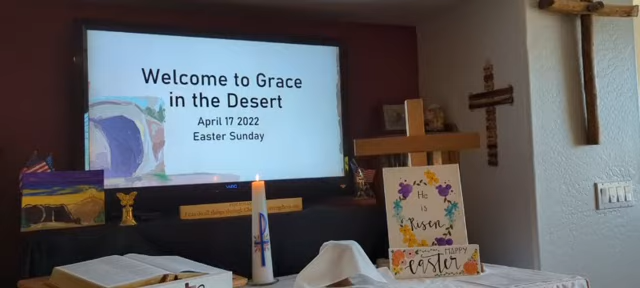 Welcome to Grace
in the Desert
April 17 2022
Easter Sunday
He
is
Risen
HAPPY
easter